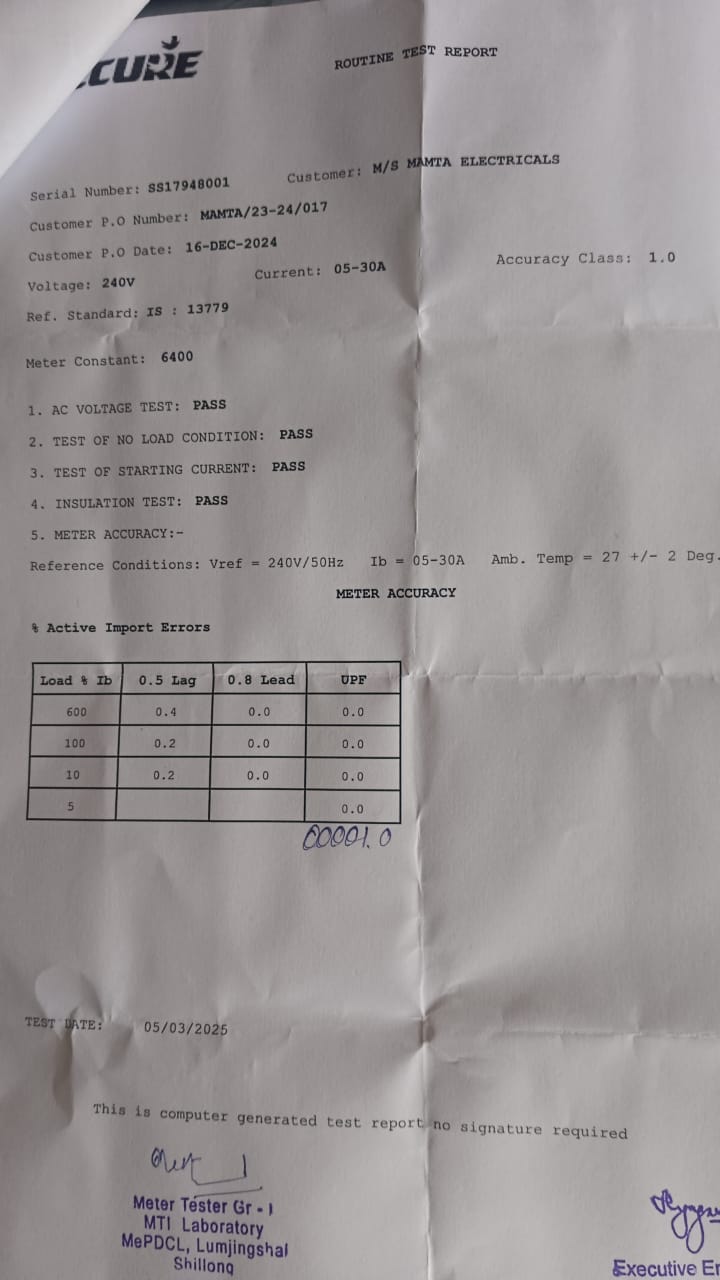 CURE
ROUTINE TEST REPORT
Serial Number: SS17948001 Customer: M/S MAMTA ELECTRICALS
Customer P.O Number: MAMTA/23-24/017
Customer P.O Date: 16-DEC-2024
Voltage: 240V Current: 05-30A Accuracy Class: 1.0
Ref. Standard: IS : 13779
Meter Constant: 6400
1. AC VOLTAGE TEST: PASS
2. TEST OF NO LOAD CONDITION: PASS
3. TEST OF STARTING CURRENT: PASS
4. INSULATION TEST: PASS
5. METER ACCURACY:-
Reference Conditions: Vref = 240V/50Hz Ib = 05-30A Amb. Temp = 27 +/- 2 Deg.
METER ACCURACY
% Active Import Errors
Load % Ib 0.5 Lag 0.8 Lead UPF
600 0.4 0.0 0.0
100 0.2 0.0 0.0
10 0.2 0.0 0.0
5 0.0
00001.0
TEST DATE: 05/03/2025
This is computer generated test report no signature required
Meter Tester Gr - I
MTI Laboratory
MePDCL, Lumjingshai
Shillong
Executive